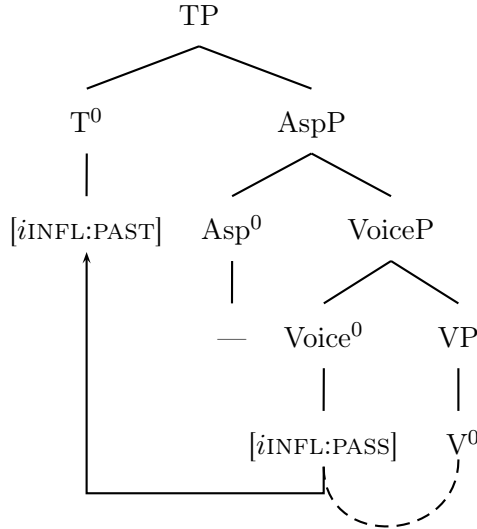 TP
T⁰ AspP
[iINFL:PAST] Asp⁰ VoiceP
— Voice⁰ VP
[iINFL:PASS] V⁰